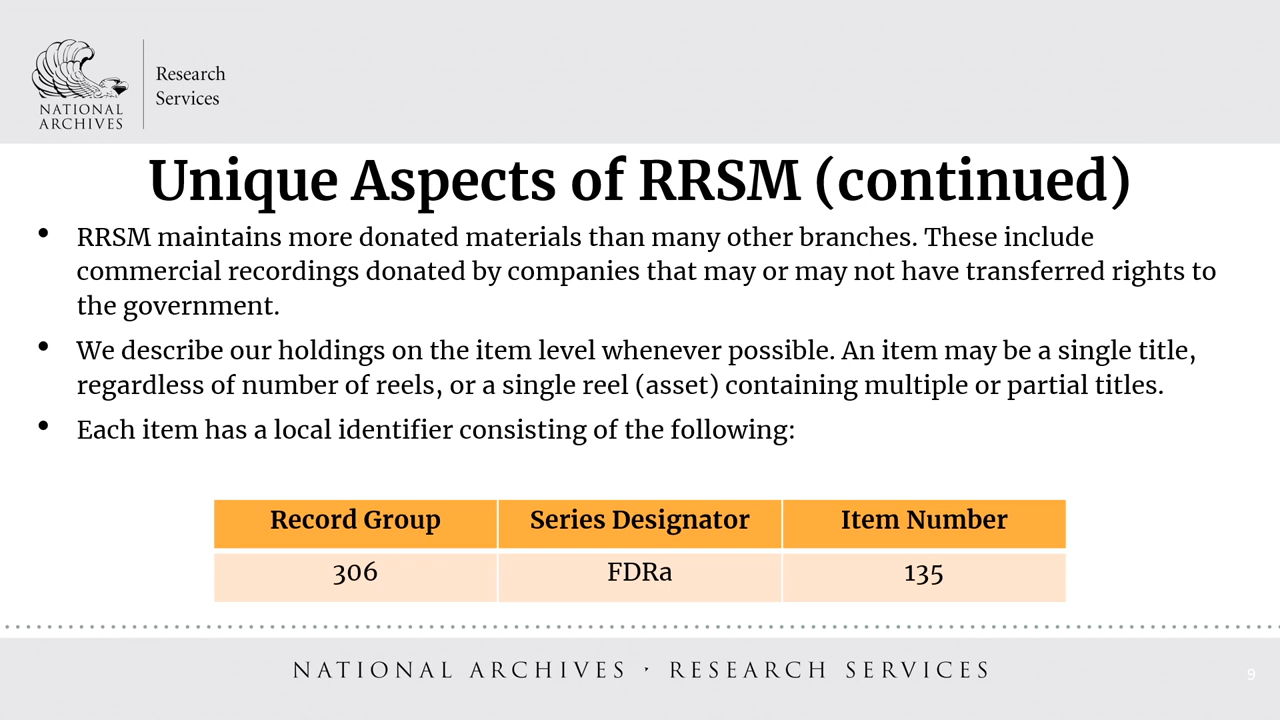 NATIONAL
ARCHIVES
Research
Services
Unique Aspects of RRSM (continued)
• RRSM maintains more donated materials than many other branches. These include
commercial recordings donated by companies that may or may not have transferred rights to
the government.
• We describe our holdings on the item level whenever possible. An item may be a single title,
regardless of number of reels, or a single reel (asset) containing multiple or partial titles.
• Each item has a local identifier consisting of the following:
Record Group Series Designator Item Number
306 FDRa 135
NATIONAL ARCHIVES · RESEARCH SERVICES
9